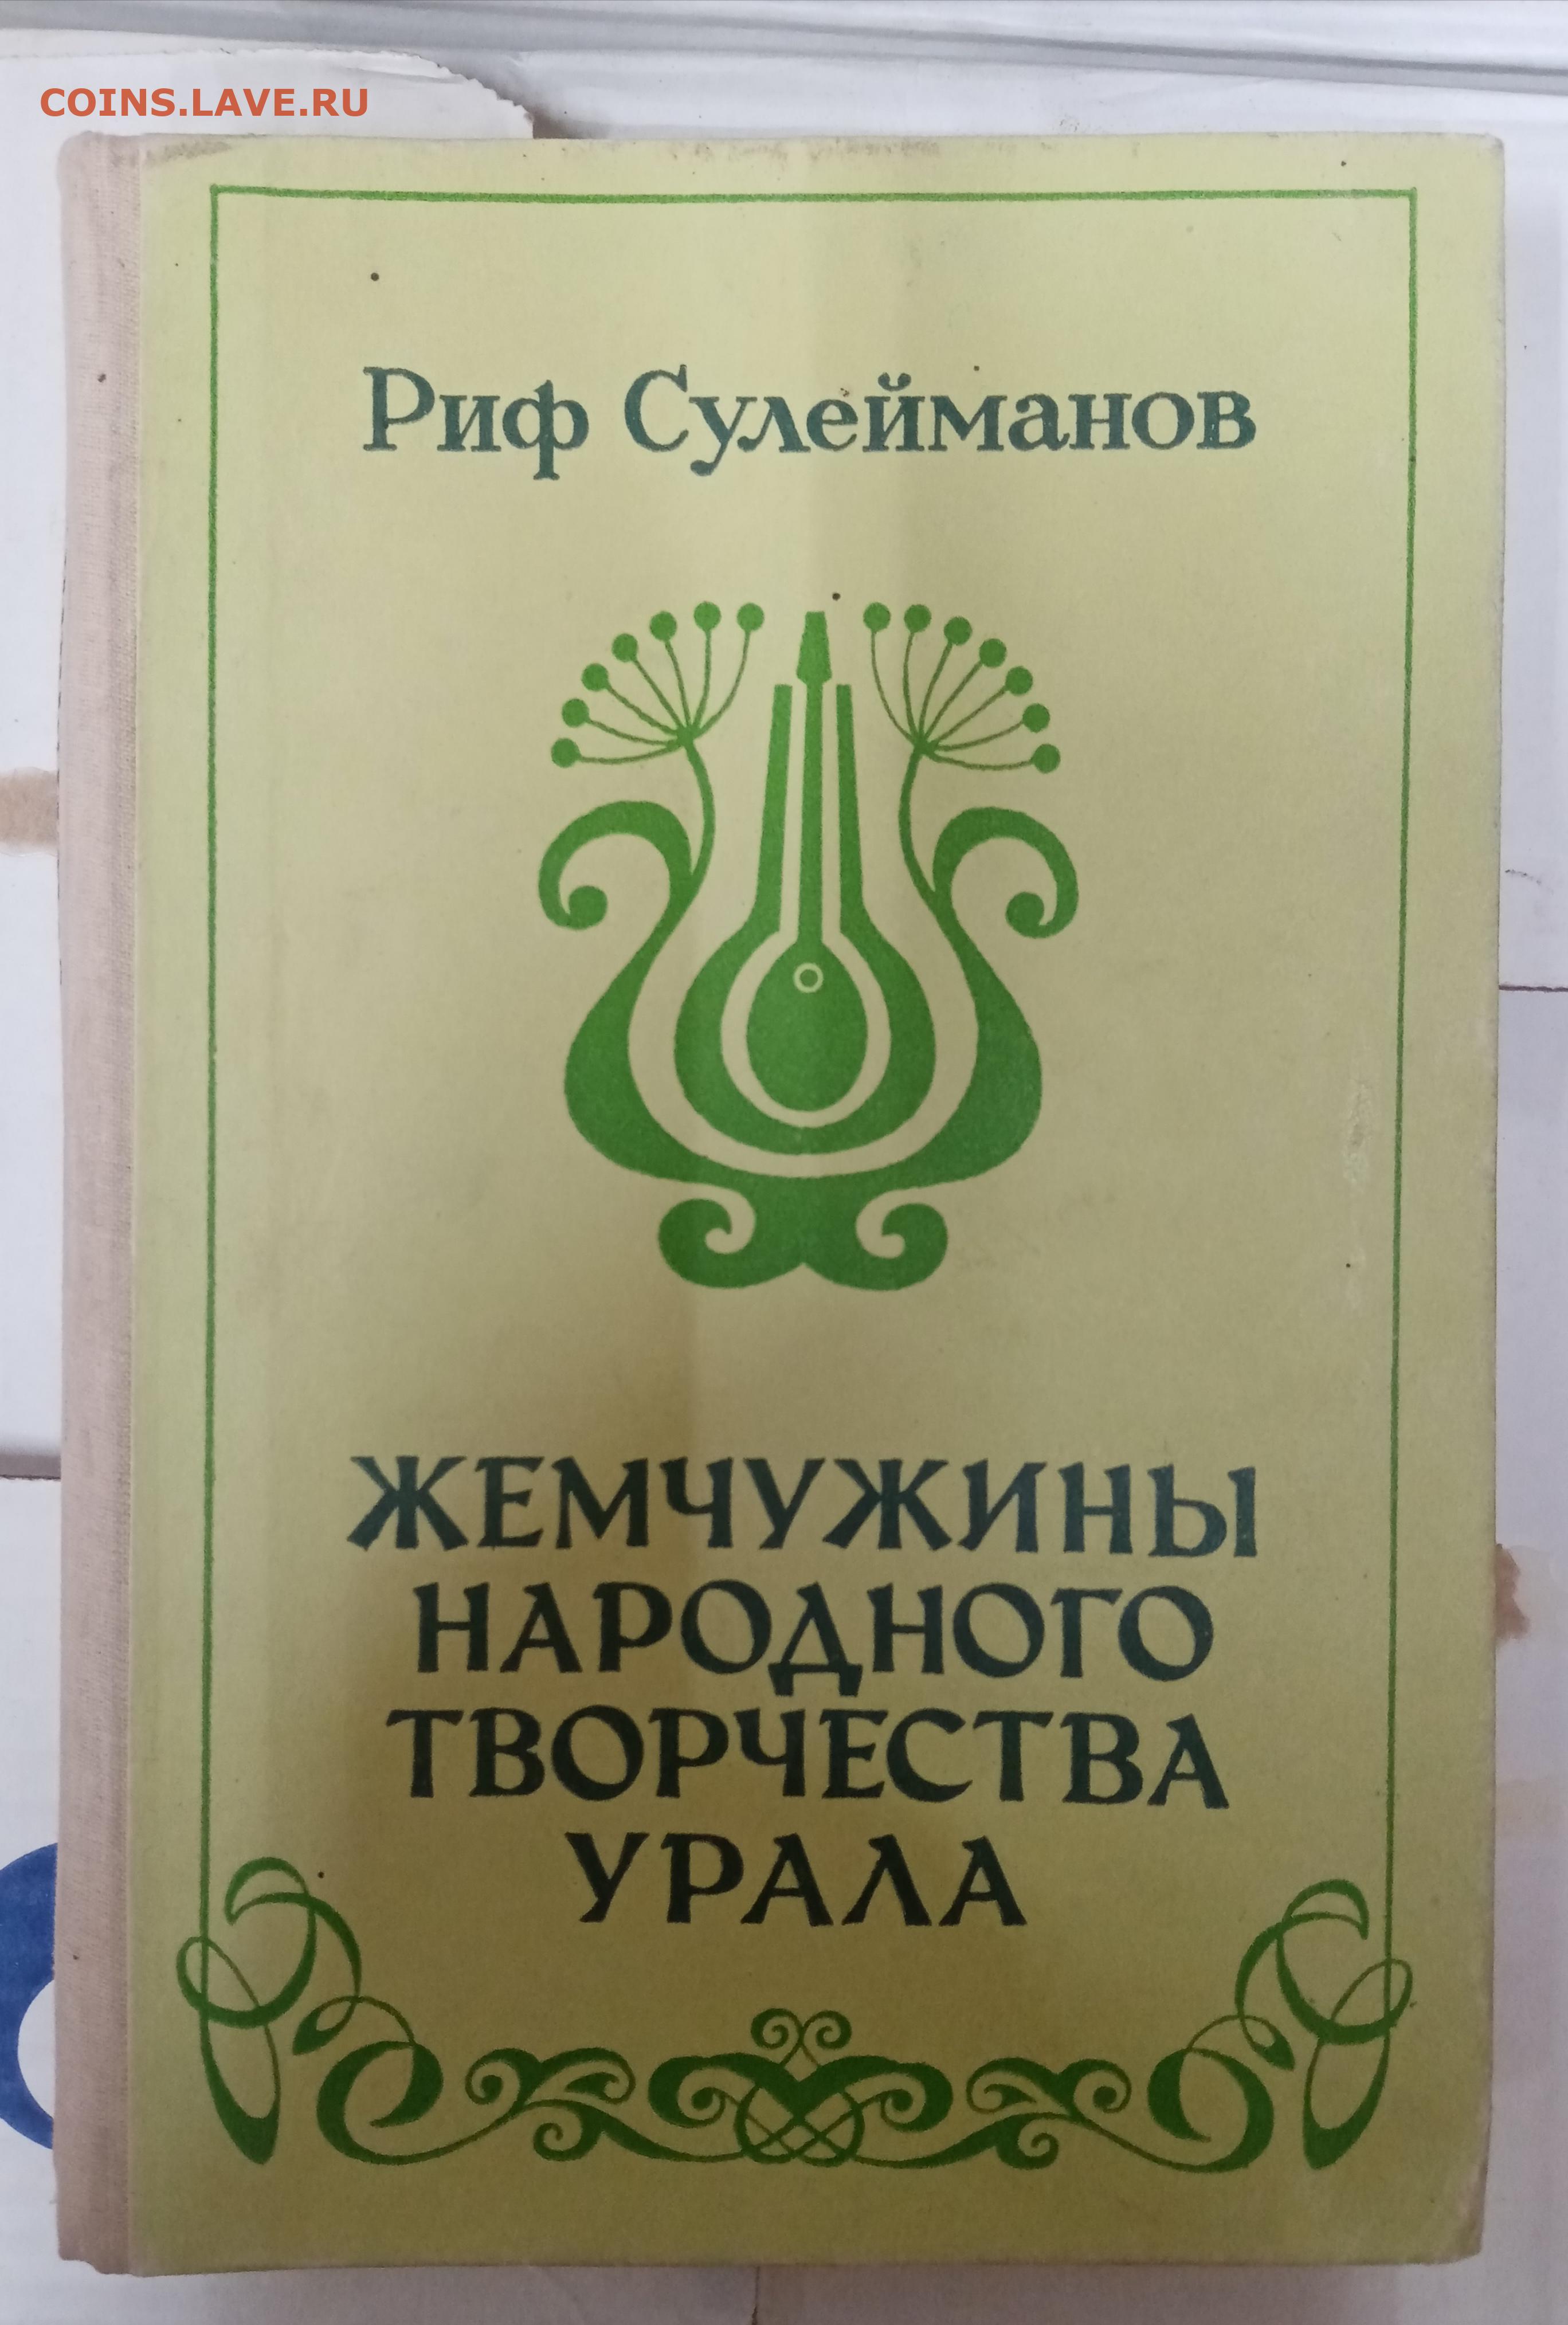 COINS.LAVE.RU
Риф Сулейманов
ЖЕМЧУЖИНЫ
НАРОДНОГО
ТВОРЧЕСТВА
УРАЛА